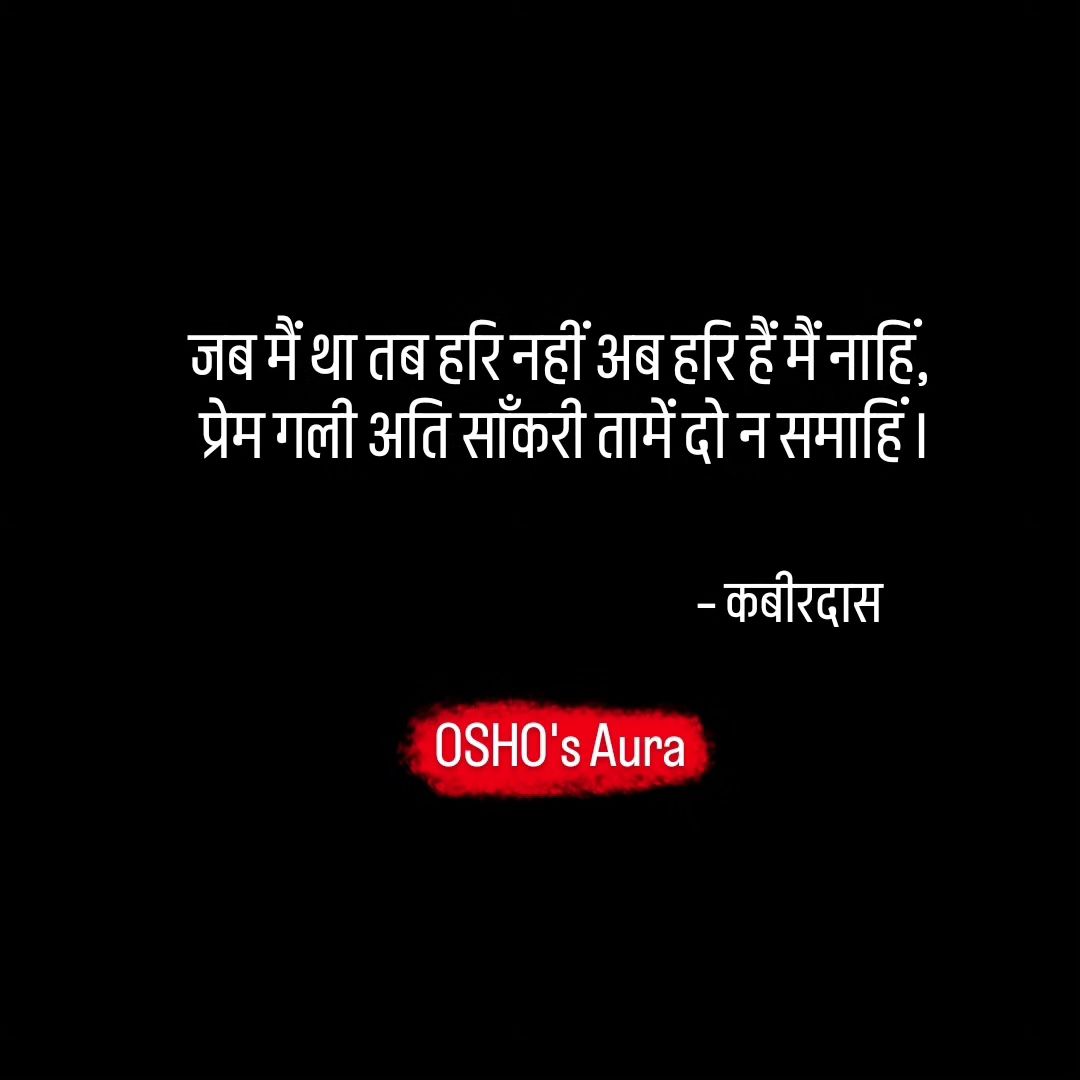 जब मैं था तब हरि नहीं अब हरि हैं मैं नाहिं,
प्रेम गली अति साँकरी तामें दो न समाहिं ।
- कबीरदास
OSHO's Aura